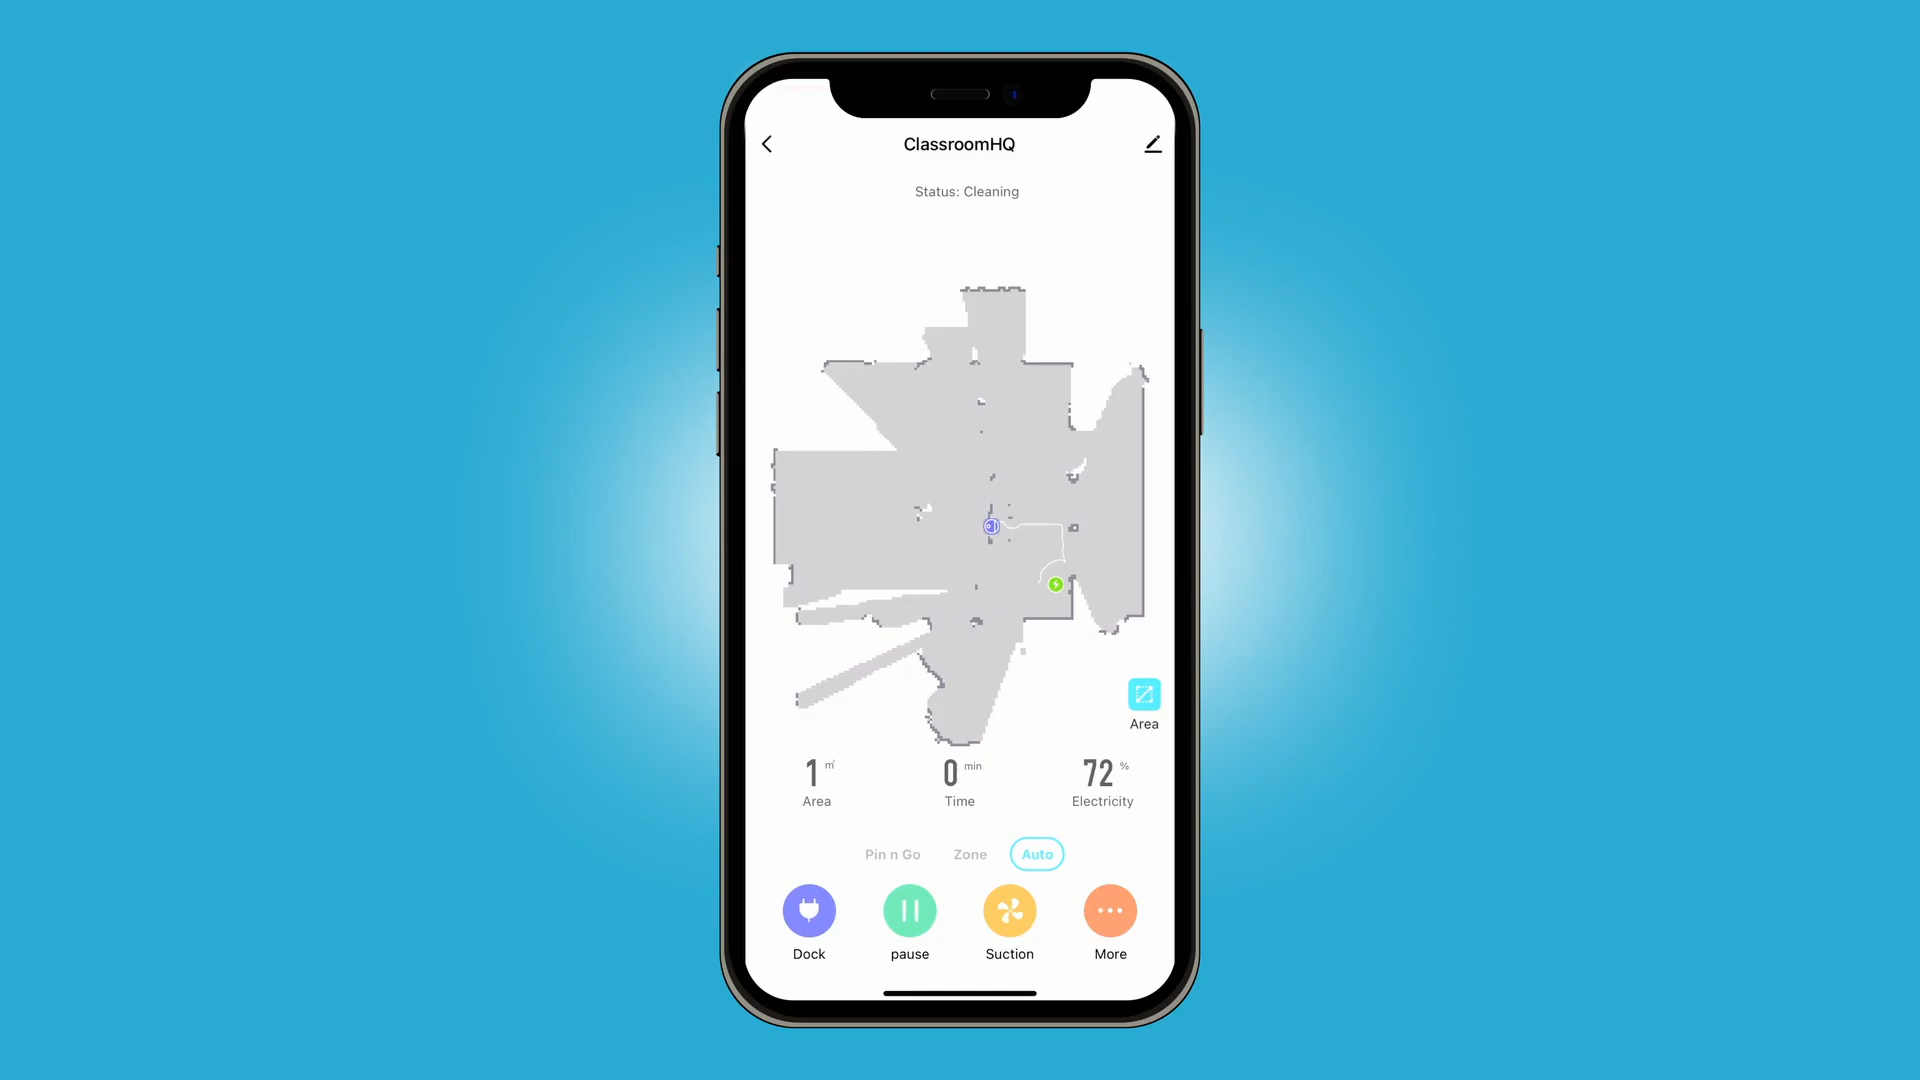 ClassroomHQ
Status: Cleaning
Area
1 ㎡ 0 min 72 %
Area Time Electricity
Pin n Go Zone Auto
Dock pause Suction More